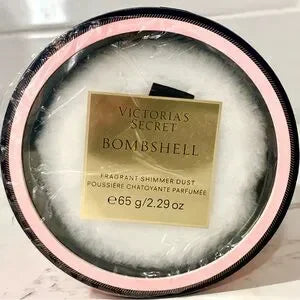 VICTORIA'S
SECRET
BOMBSHELL
FRAGRANT SHIMMER DUST
POUSSIÈRE CHATOYANTE PARFUMÉE
℮65 g/2.29 oz